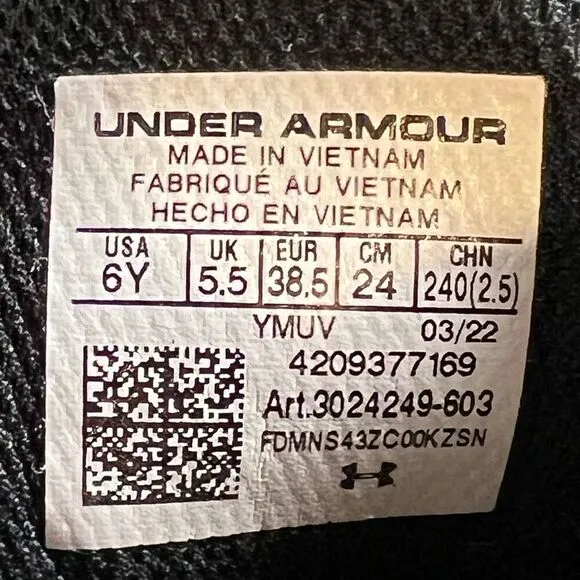 UNDER ARMOUR
MADE IN VIETNAM
FABRIQUÉ AU VIETNAM
HECHO EN VIETNAM
USA UK EUR CM CHN
6Y 5.5 38.5 24 240(2.5)
YMUV 03/22
4209377169
Art.3024249-603
FDMNS43ZC00KZSN